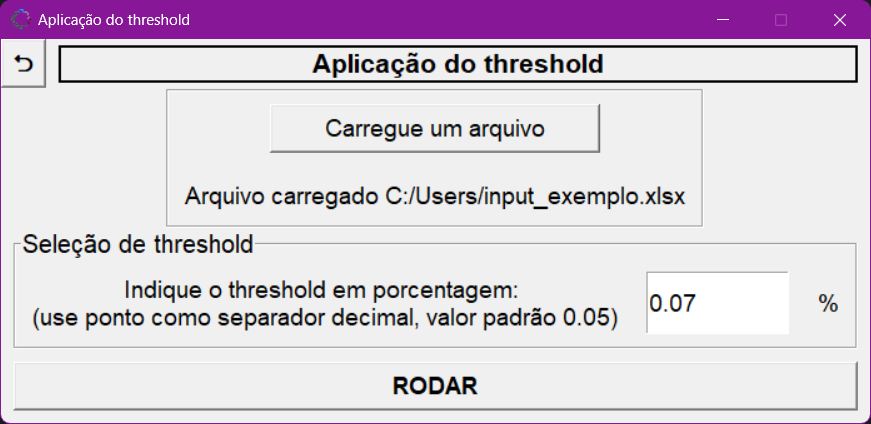 Aplicação do threshold
Aplicação do threshold
Carregue um arquivo
Arquivo carregado C:/Users/input_exemplo.xlsx
Seleção de threshold
Indique o threshold em porcentagem:
(use ponto como separador decimal, valor padrão 0.05)
0.07 %
RODAR